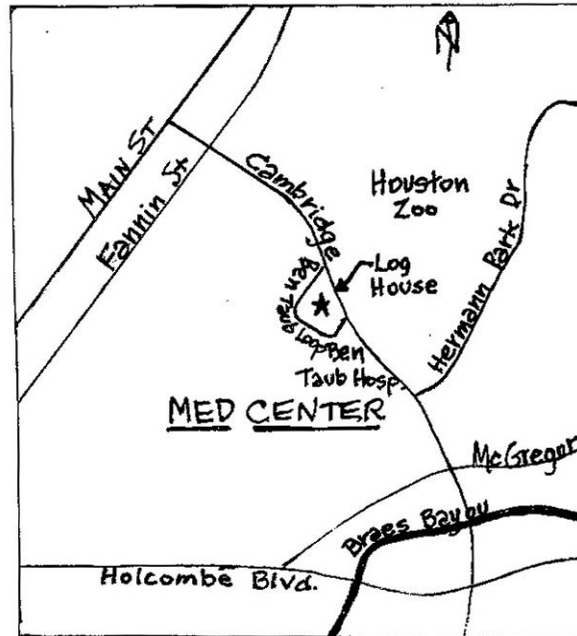 N
MAIN ST
Fannin St
Cambridge
Houston
Zoo
Hermann Park Dr
Log
House
Ben Taub Loop
Ben
Taub Hosp.
MED CENTER
McGregor
Braes Bayou
Holcombe Blvd.